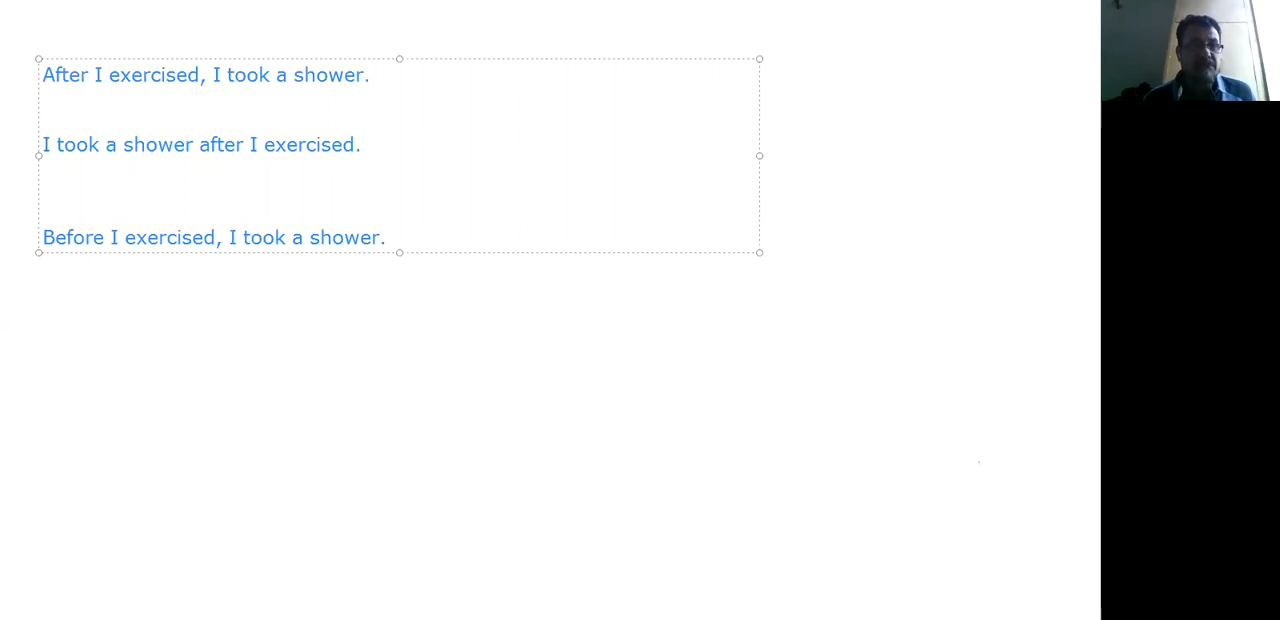 After I exercised, I took a shower.
I took a shower after I exercised.
Before I exercised, I took a shower.